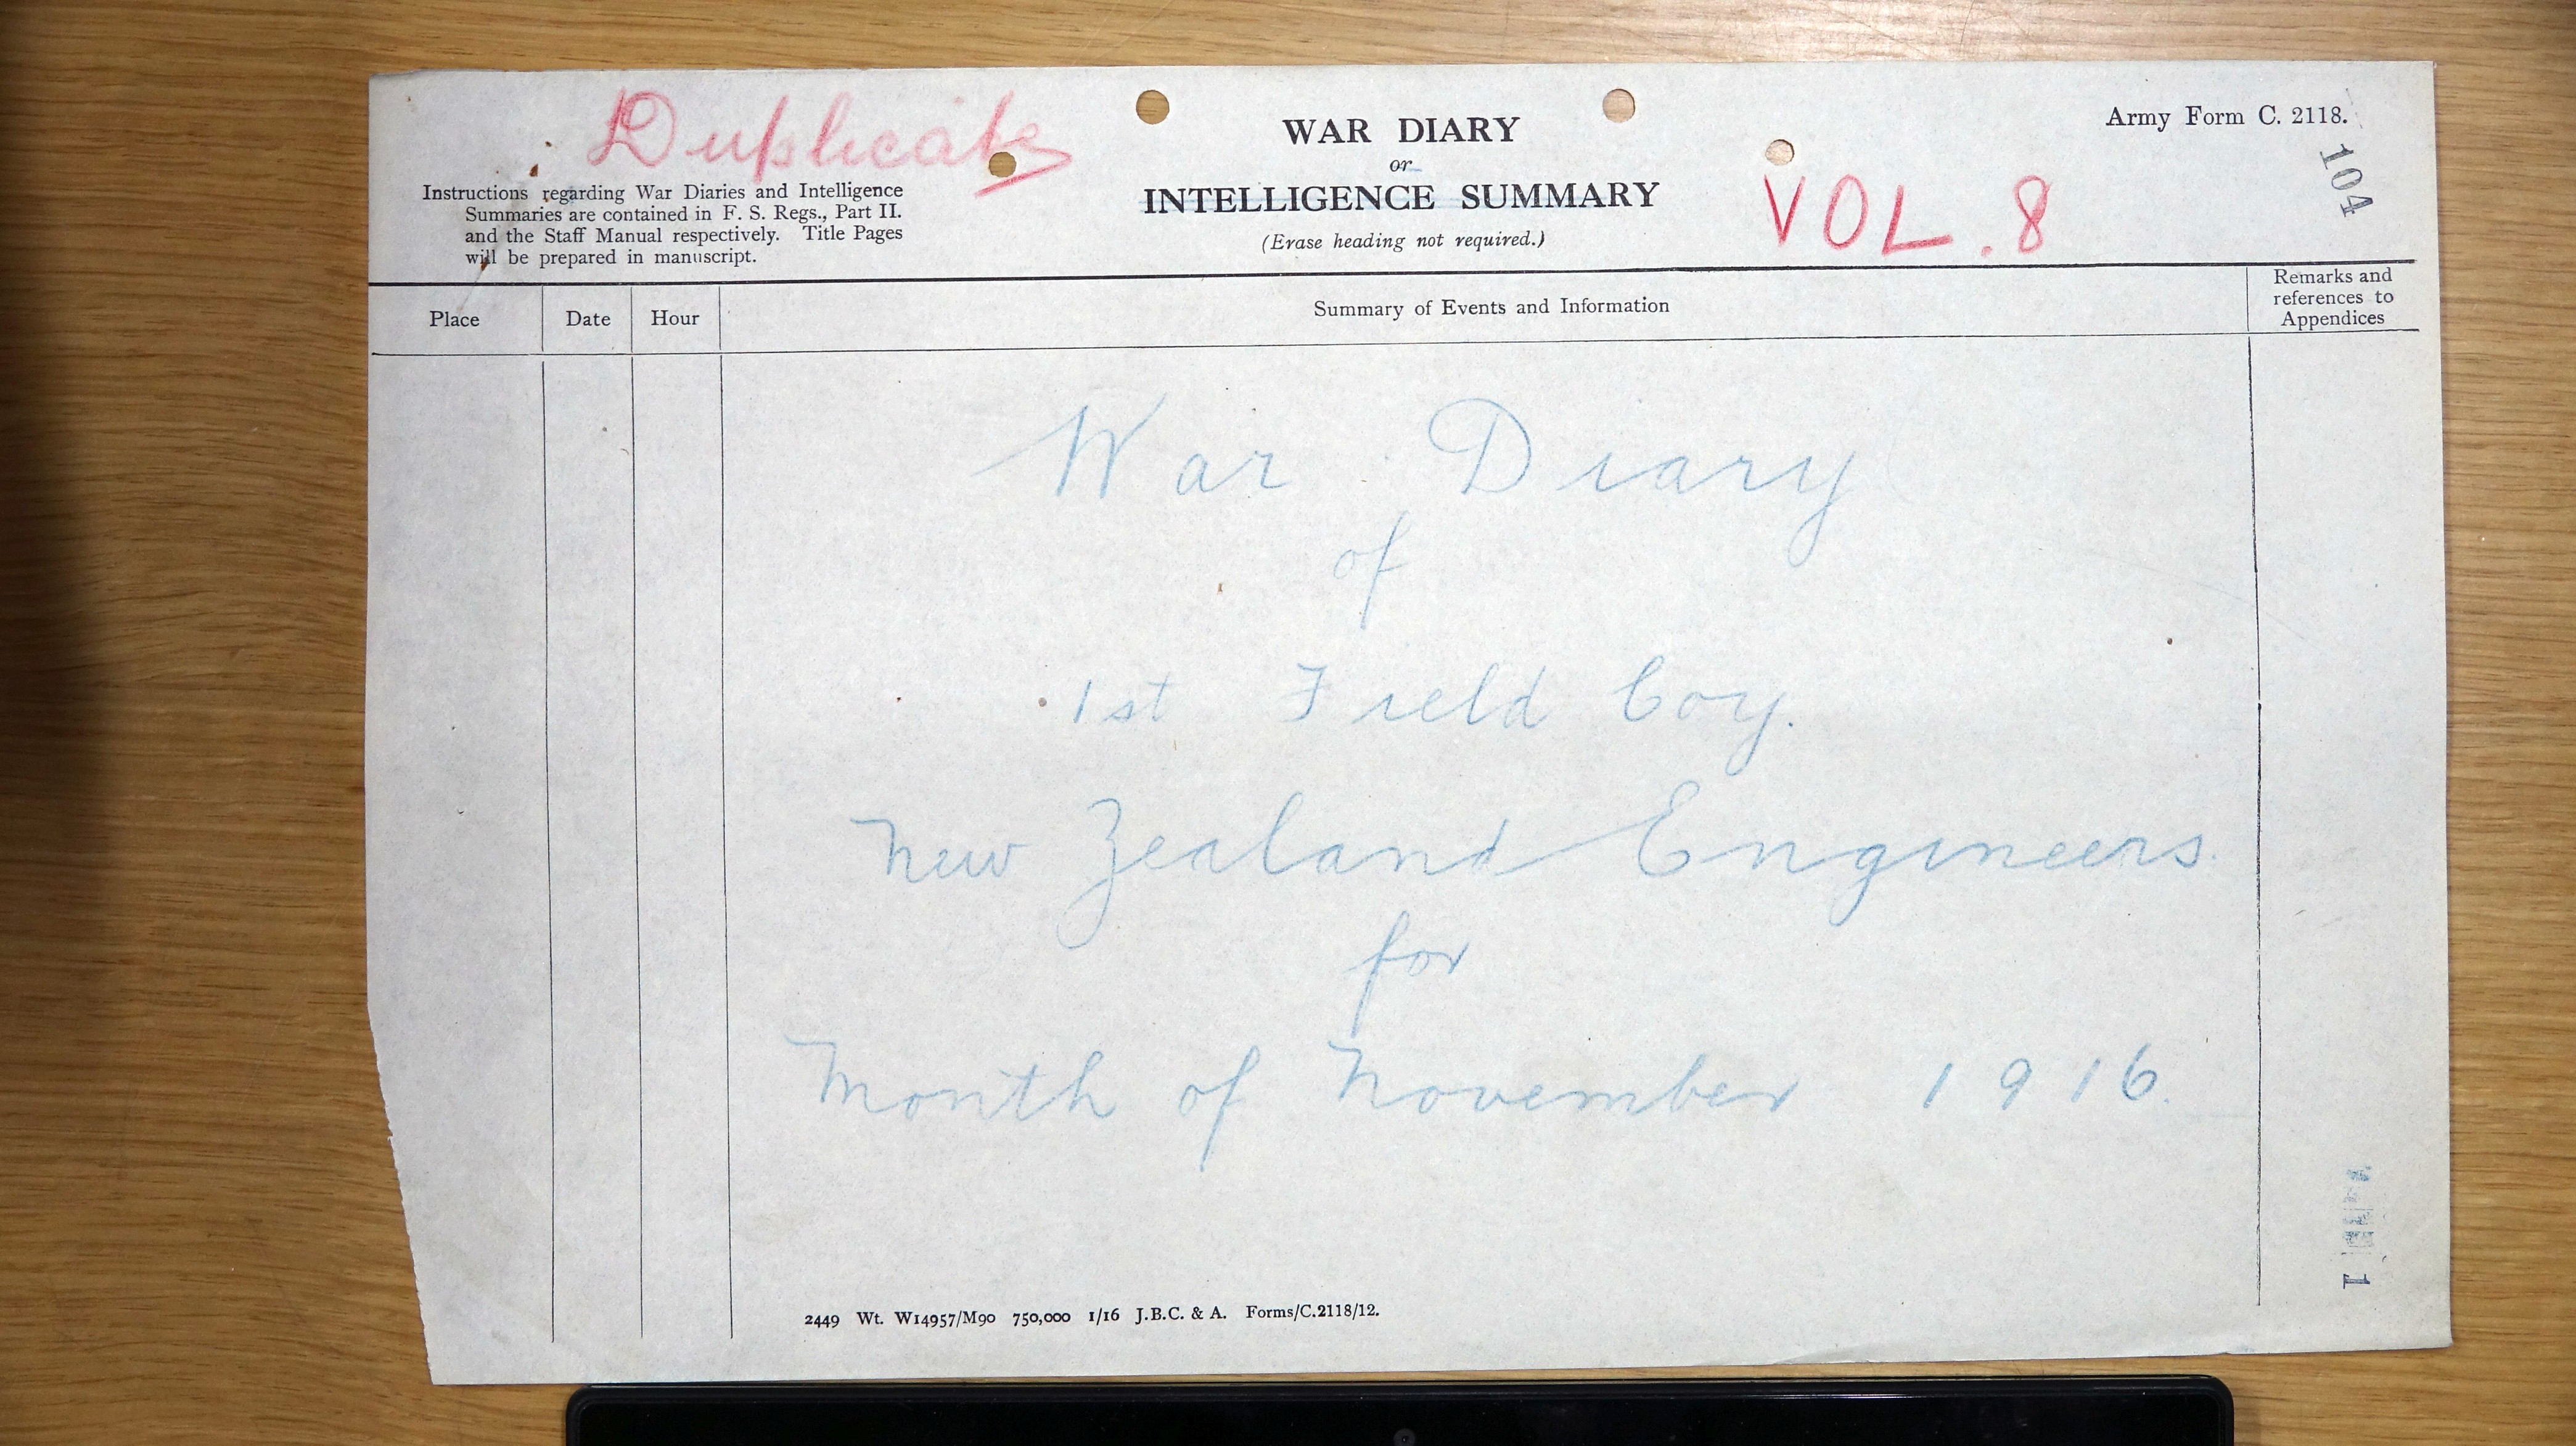 Duplicate
WAR DIARY
or
INTELLIGENCE SUMMARY
(Erase heading not required.)
Army Form C. 2118.
104
VOL. 8
Instructions regarding War Diaries and Intelligence
Summaries are contained in F. S. Regs., Part II.
and the Staff Manual respectively. Title Pages
will be prepared in manuscript.
Place
Date
Hour
Summary of Events and Information
Remarks and
references to
Appendices
War Diary
of
1st Field Coy.
New Zealand Engineers
for
Month of November 1916.
1
2449 Wt. W14957/M90 750,000 1/16 J.B.C. & A. Forms/C.2118/12.